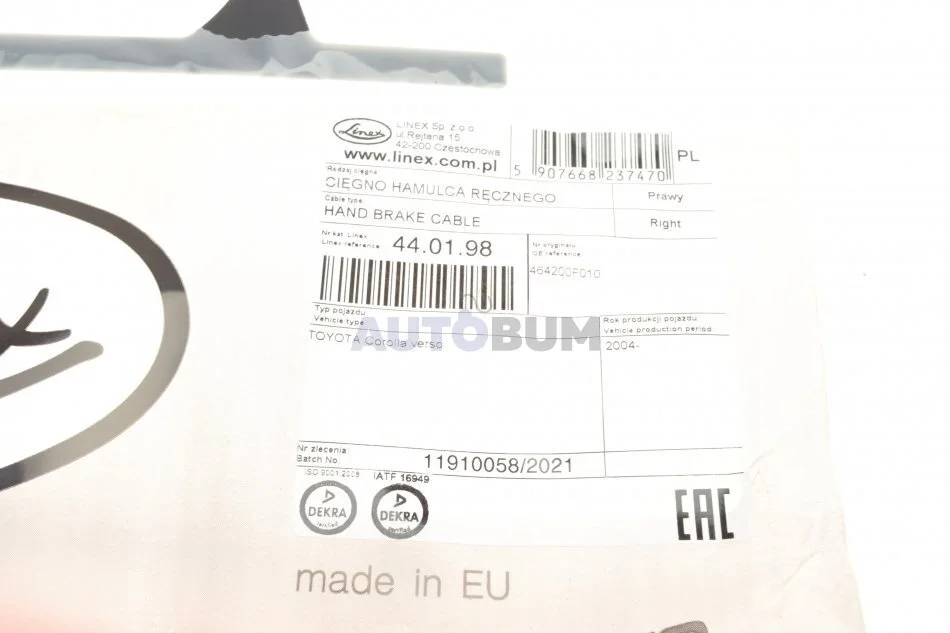 Linex
LINEX Sp. z o.o.
ul Rejtana 15
42-200 Częstochowa
www.linex.com.pl
5 907668 237470
PL
Rodzaj cięgna
CIĘGNO HAMULCA RĘCZNEGO
Prawy
Cable type
HAND BRAKE CABLE
Right
Nr kat. Linex
Linex reference
44.01.98
Nr oryginału
OE reference
464200F010
Typ pojazdu
Vehicle type
Rok produkcji pojazdu
Vehicle production period
AUTOBUM
TOYOTA Corolla verso
2004-
Nr zlecenia
Batch No.
11910058/2021
ISO 9001:2008
IATF 16949
DEKRA
DEKRA
EAC
made in EU